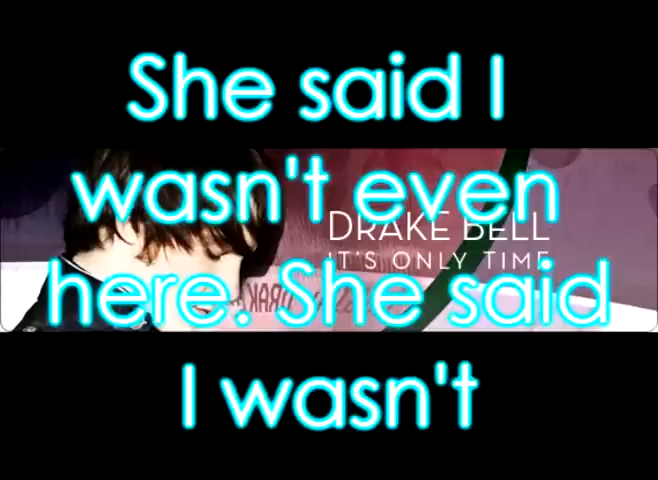 She said I
wasn't even
DRAKE BELL
IT'S ONLY TIME
here. She said
I wasn't